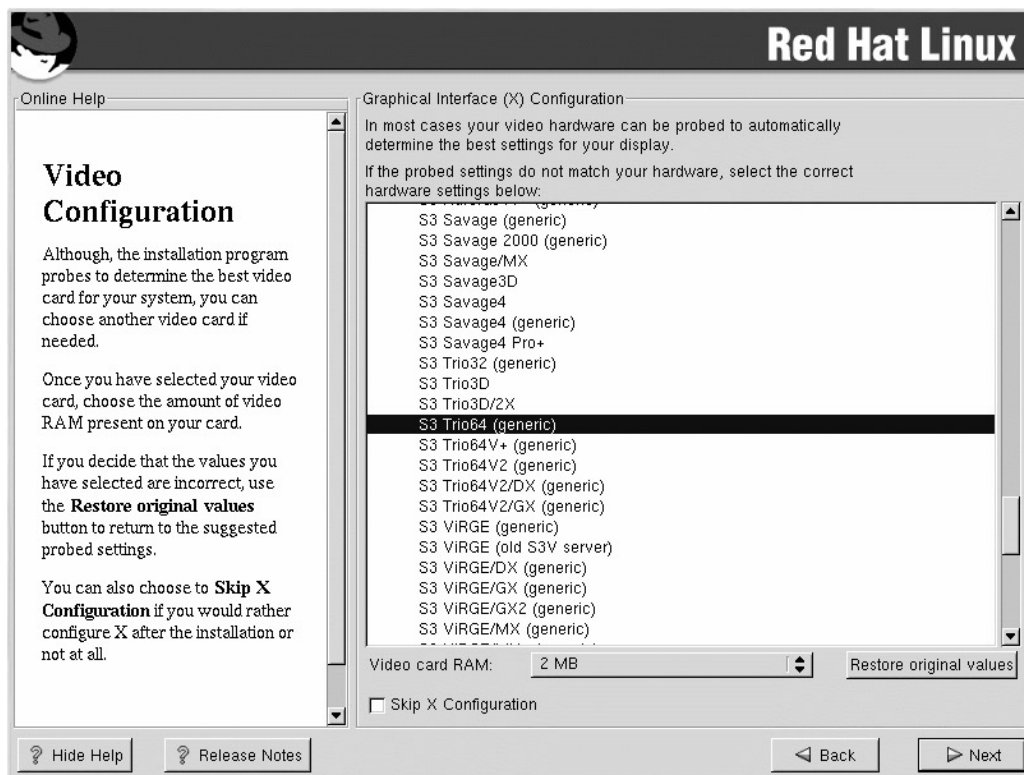 Red Hat Linux
Online Help
Video
Configuration
Although, the installation program
probes to determine the best video
card for your system, you can
choose another video card if
needed.
Once you have selected your video
card, choose the amount of video
RAM present on your card.
If you decide that the values you
have selected are incorrect, use
the Restore original values
button to return to the suggested
probed settings.
You can also choose to Skip X
Configuration if you would rather
configure X after the installation or
not at all.
Graphical Interface (X) Configuration
In most cases your video hardware can be probed to automatically
determine the best settings for your display.
If the probed settings do not match your hardware, select the correct
hardware settings below:
S3 Savage (generic)
S3 Savage 2000 (generic)
S3 Savage/MX
S3 Savage3D
S3 Savage4
S3 Savage4 (generic)
S3 Savage4 Pro+
S3 Trio32 (generic)
S3 Trio3D
S3 Trio3D/2X
S3 Trio64 (generic)
S3 Trio64V+ (generic)
S3 Trio64V2 (generic)
S3 Trio64V2/DX (generic)
S3 Trio64V2/GX (generic)
S3 ViRGE (generic)
S3 ViRGE (old S3V server)
S3 ViRGE/DX (generic)
S3 ViRGE/GX (generic)
S3 ViRGE/GX2 (generic)
S3 ViRGE/MX (generic)
Video card RAM: 2 MB Restore original values
Skip X Configuration
Hide Help Release Notes Back Next